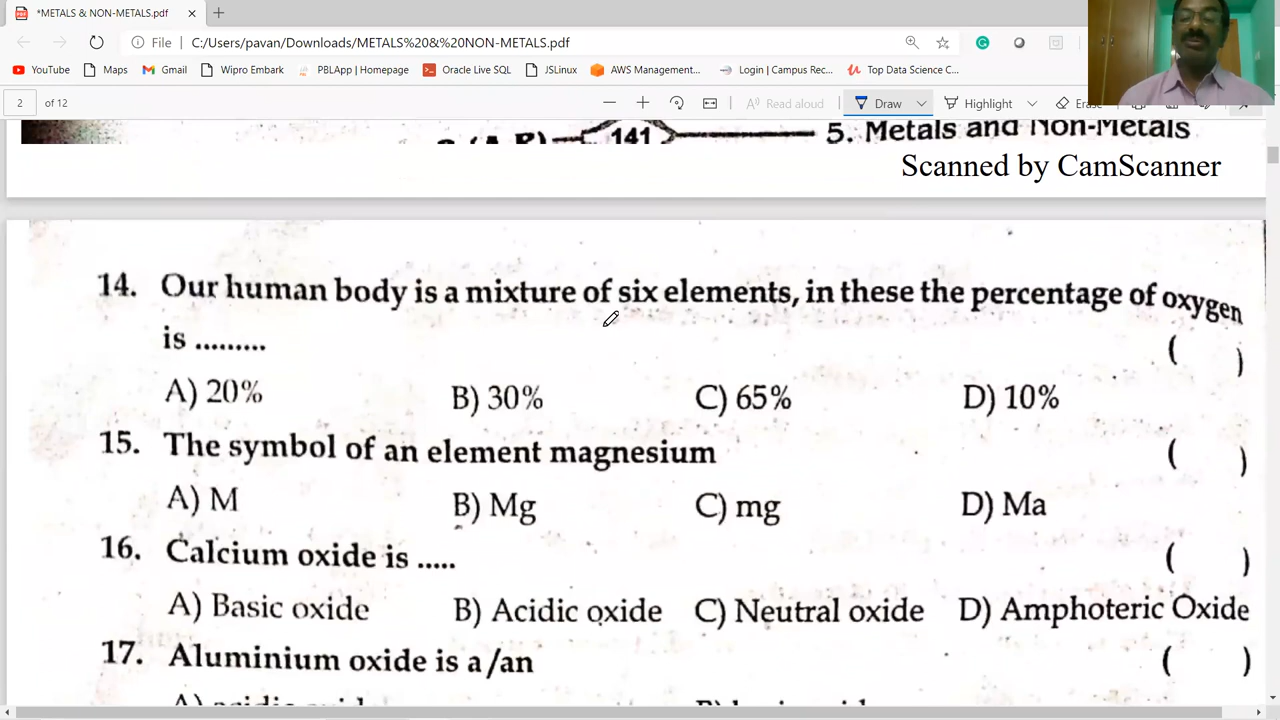 *METALS & NON-METALS.pdf
File | C:/Users/pavan/Downloads/METALS%20&%20NON-METALS.pdf
YouTube Maps Gmail Wipro Embark PBLApp | Homepage Oracle Live SQL JSLinux AWS Management... Login | Campus Rec... Top Data Science C...
2 of 12 Read aloud Draw Highlight
141 5. Metals and Non-Metals
Scanned by CamScanner
14. Our human body is a mixture of six elements, in these the percentage of oxygen
is ......... ( )
A) 20% B) 30% C) 65% D) 10%
15. The symbol of an element magnesium ( )
A) M B) Mg C) mg D) Ma
16. Calcium oxide is ..... ( )
A) Basic oxide B) Acidic oxide C) Neutral oxide D) Amphoteric Oxide
17. Aluminium oxide is a/an ( )